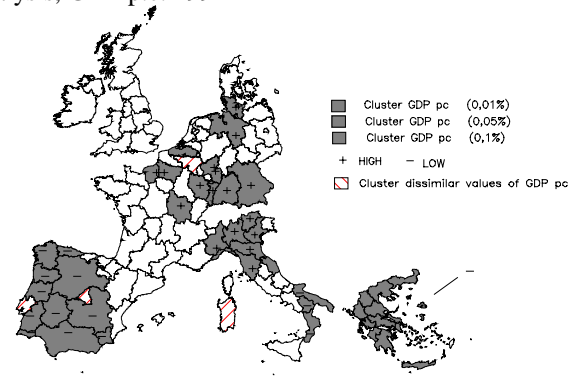 Cluster GDP pc (0,01%)
Cluster GDP pc (0,05%)
Cluster GDP pc (0,1%)
+ HIGH − LOW
Cluster dissimilar values of GDP pc